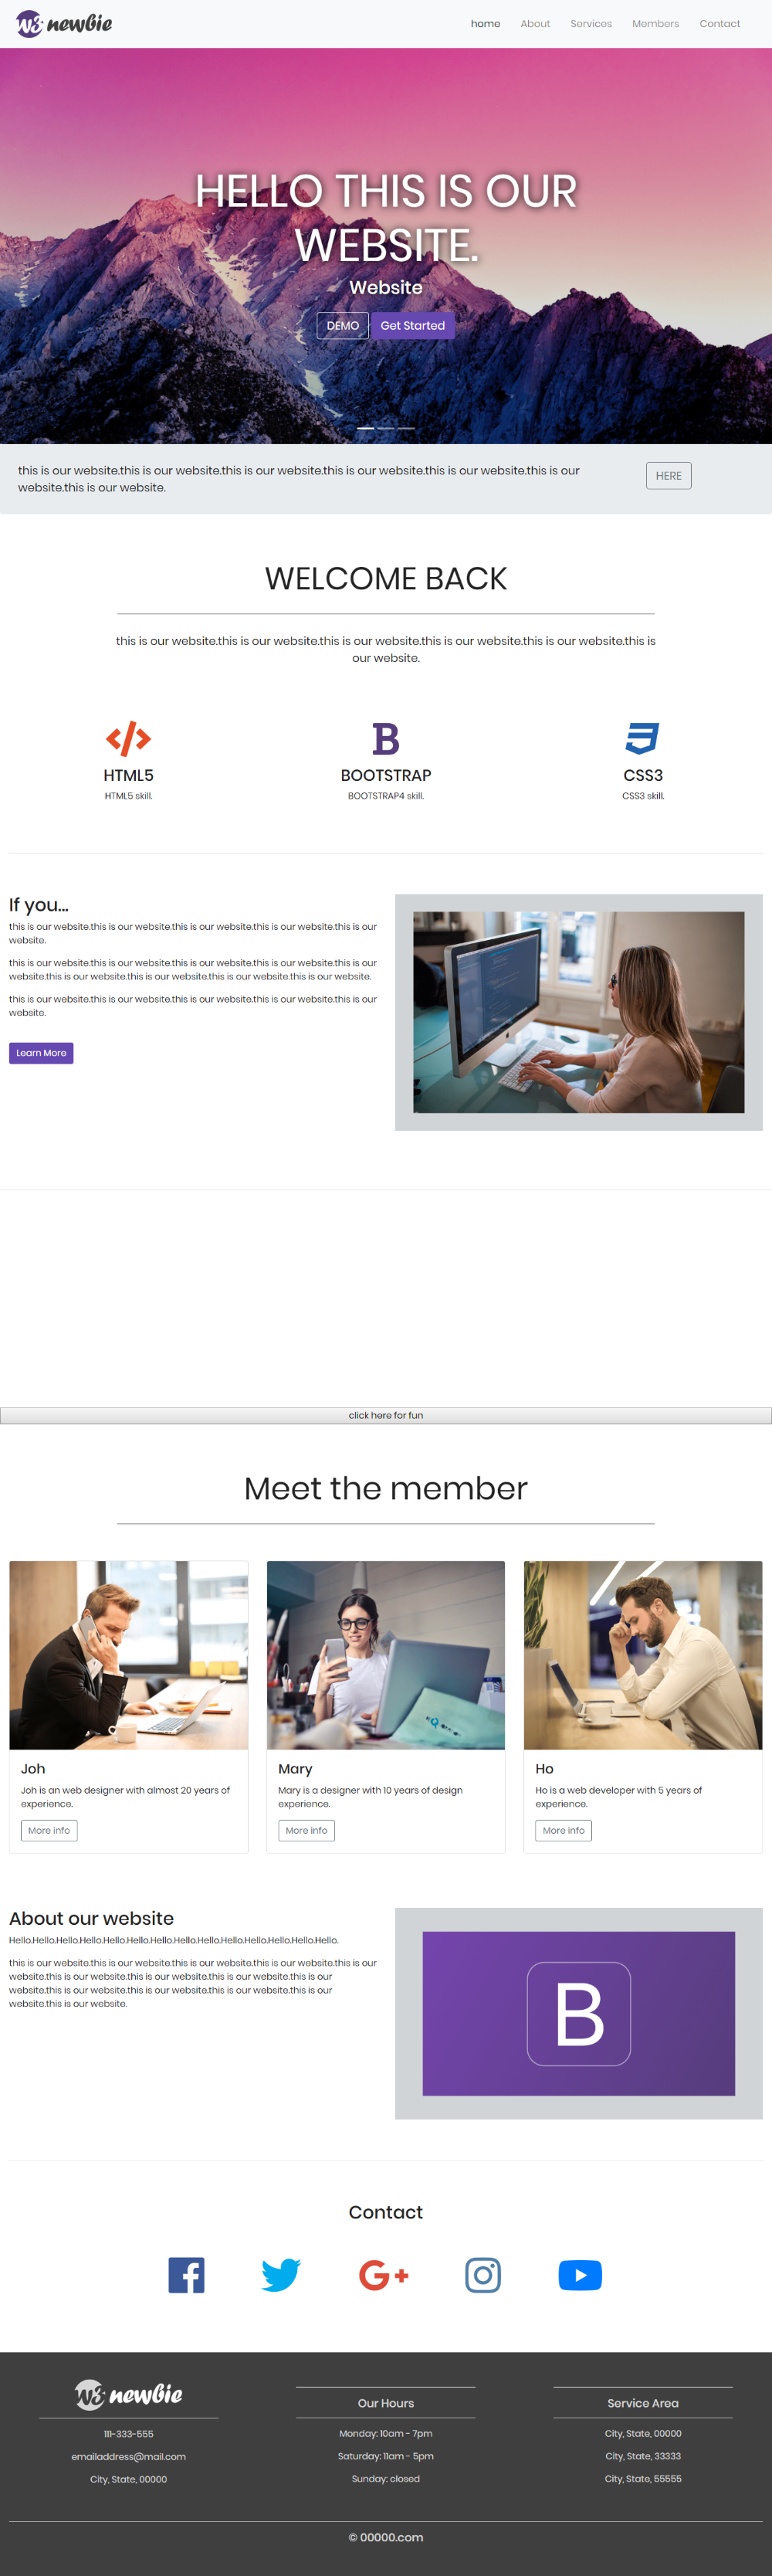 W3 newbie
home About Services Members Contact
HELLO THIS IS OUR
WEBSITE.
Website
DEMO Get Started
this is our website.this is our website.this is our website.this is our website.this is our website.this is our
website.this is our website.
HERE
WELCOME BACK
this is our website.this is our website.this is our website.this is our website.this is our website.this is
our website.
B
HTML5
HTML5 skill.
BOOTSTRAP
BOOTSTRAP4 skill.
CSS3
CSS3 skill.
If you...
this is our website.this is our website.this is our website.this is our website.this is our
website.
this is our website.this is our website.this is our website.this is our website.this is our
website.this is our website.this is our website.this is our website.this is our website.
this is our website.this is our website.this is our website.this is our website.this is our
website.
Learn More
click here for fun
Meet the member
Joh
Joh is an web designer with almost 20 years of
experience.
More info
Mary
Mary is a designer with 10 years of design
experience.
More info
Ho
Ho is a web developer with 5 years of
experience.
More info
About our website
Hello.Hello.Hello.Hello.Hello.Hello.Hello.Hello.Hello.Hello.Hello.Hello.Hello.Hello.
this is our website.this is our website.this is our website.this is our website.this is our
website.this is our website.this is our website.this is our website.this is our
website.this is our website.this is our website.this is our website.this is our
website.this is our website.
B
Contact
G+
W3 newbie
111-333-555
emailaddress@mail.com
City, State, 00000
Our Hours
Monday: 10am - 7pm
Saturday: 11am - 5pm
Sunday: closed
Service Area
City, State, 00000
City, State, 33333
City, State, 55555
© 00000.com